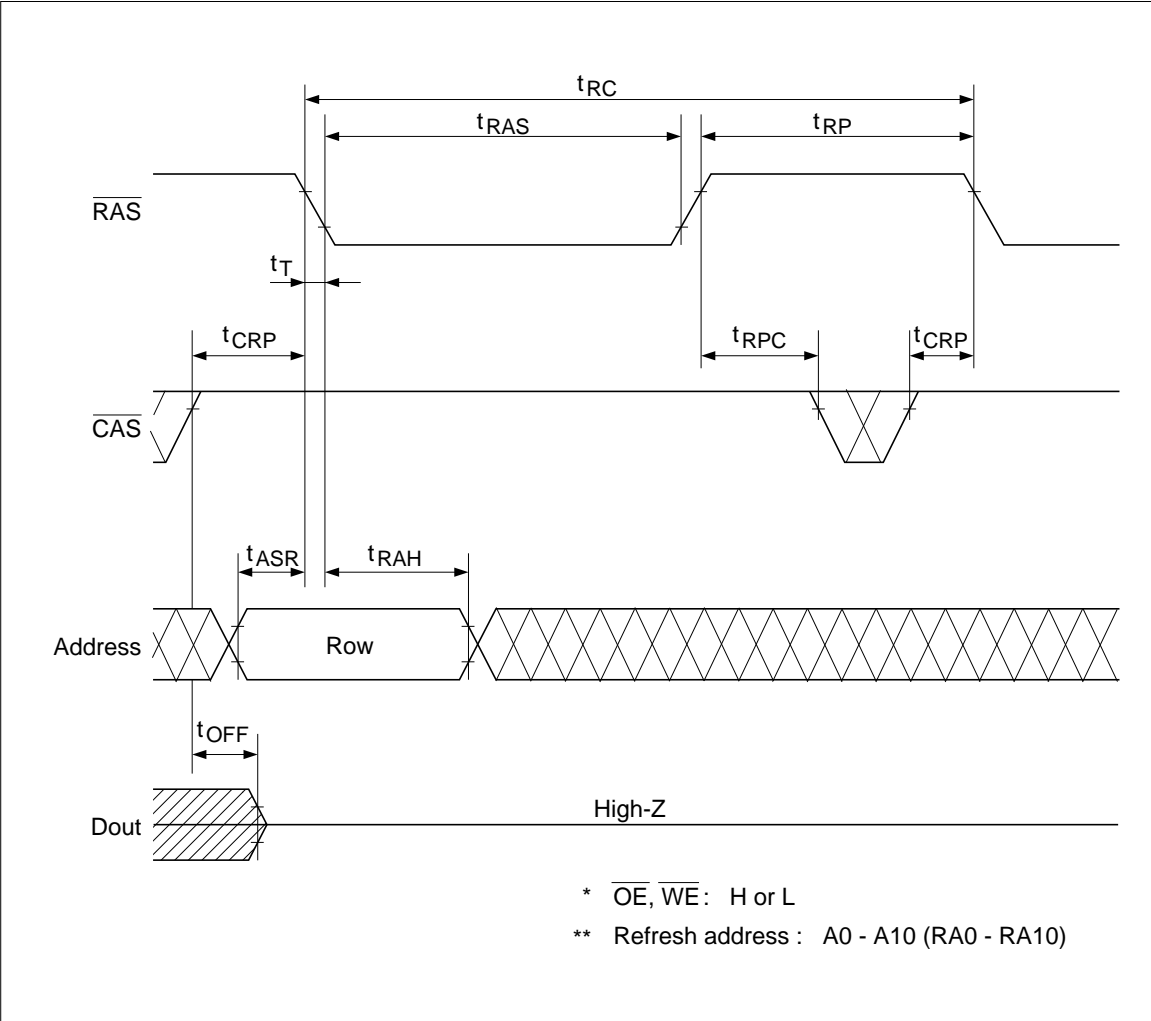 tRC
tRAS tRP
RAS
tT
tCRP tRPC tCRP
CAS
tASR tRAH
Address Row
tOFF
High-Z
Dout
* OE, WE : H or L
** Refresh address : A0 - A10 (RA0 - RA10)